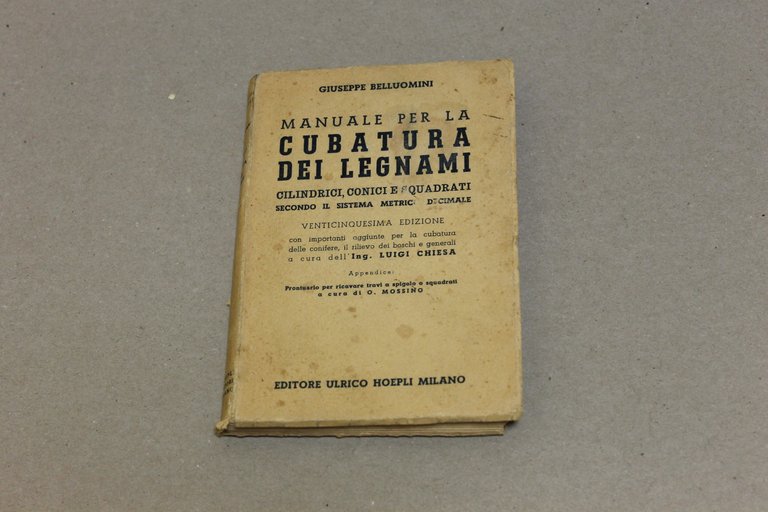 GIUSEPPE BELLUOMINI
MANUALE PER LA
CUBATURA
DEI LEGNAMI
CILINDRICI, CONICI E SQUADRATI
SECONDO IL SISTEMA METRICO DECIMALE
VENTICINQUESIMA EDIZIONE
con importanti aggiunte per la cubatura
delle conifere, il rilievo dei boschi e generali
a cura dell'Ing. LUIGI CHIESA
Appendice:
Prontuario per ricavare travi a spigolo o squadrati
a cura di O. MOSSINO
EDITORE ULRICO HOEPLI MILANO